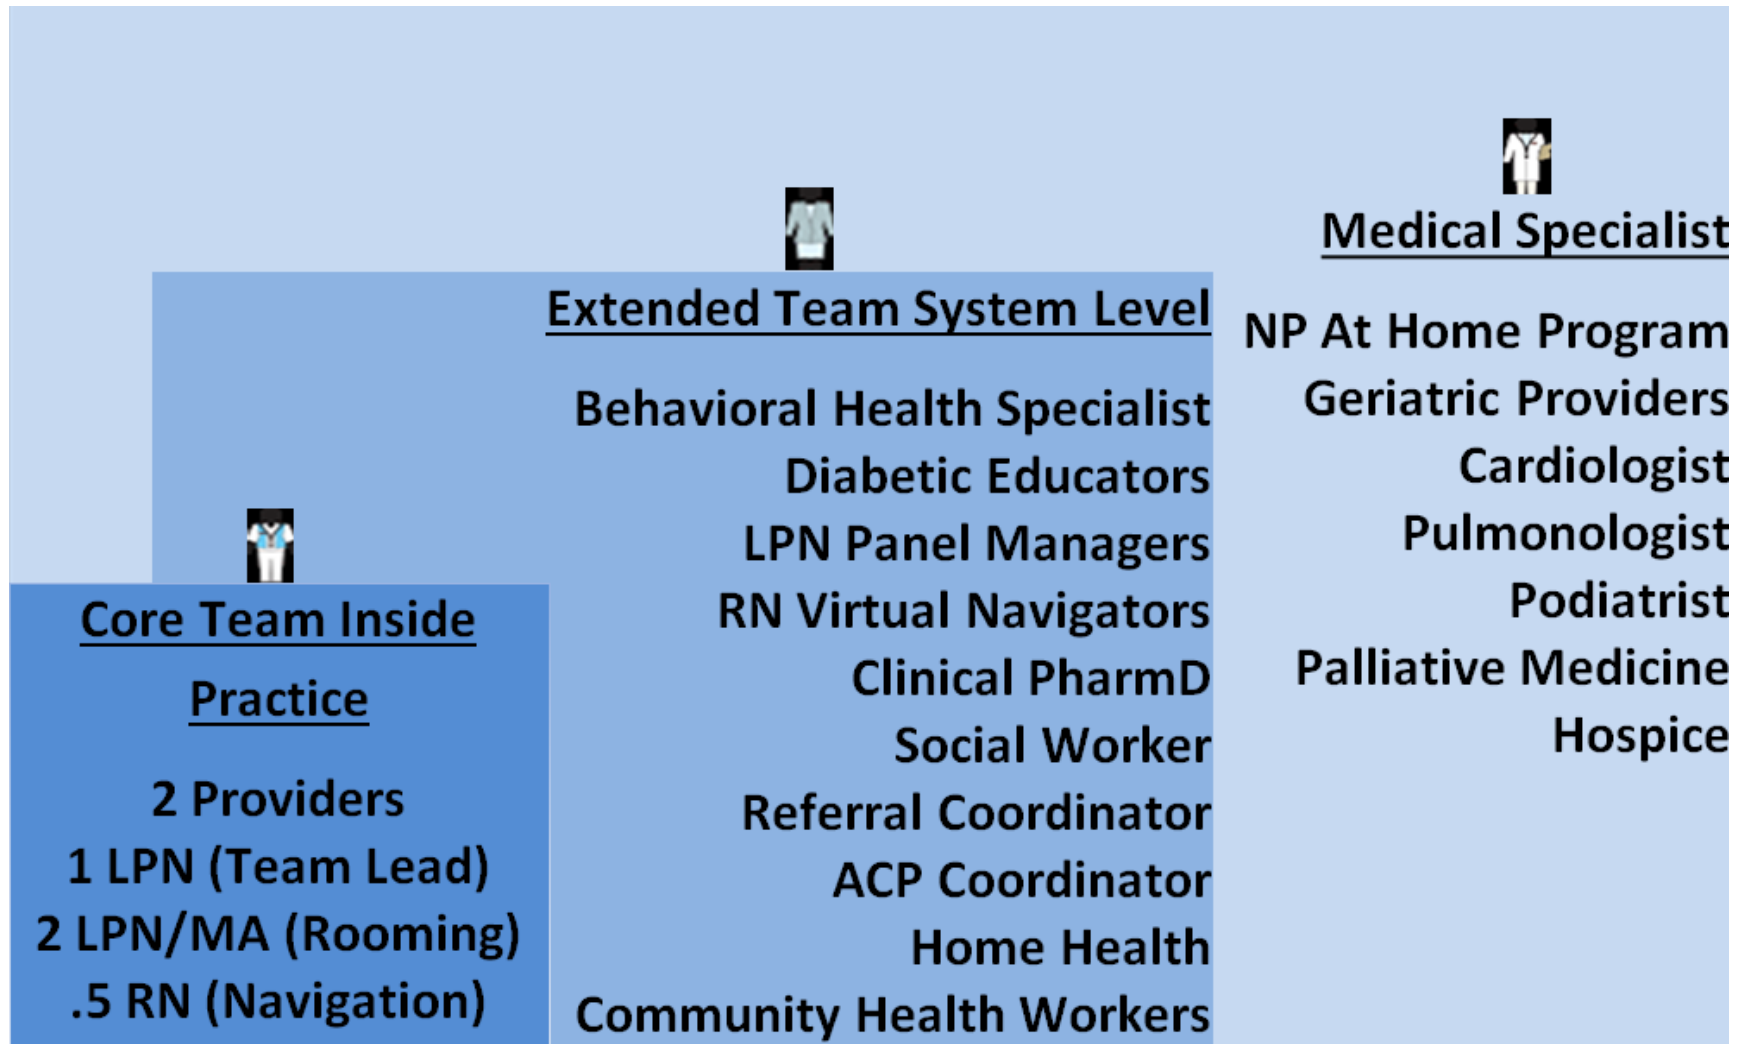 Core Team Inside
Practice
2 Providers
1 LPN (Team Lead)
2 LPN/MA (Rooming)
.5 RN (Navigation)
Extended Team System Level
Behavioral Health Specialist
Diabetic Educators
LPN Panel Managers
RN Virtual Navigators
Clinical PharmD
Social Worker
Referral Coordinator
ACP Coordinator
Home Health
Community Health Workers
Medical Specialist
NP At Home Program
Geriatric Providers
Cardiologist
Pulmonologist
Podiatrist
Palliative Medicine
Hospice